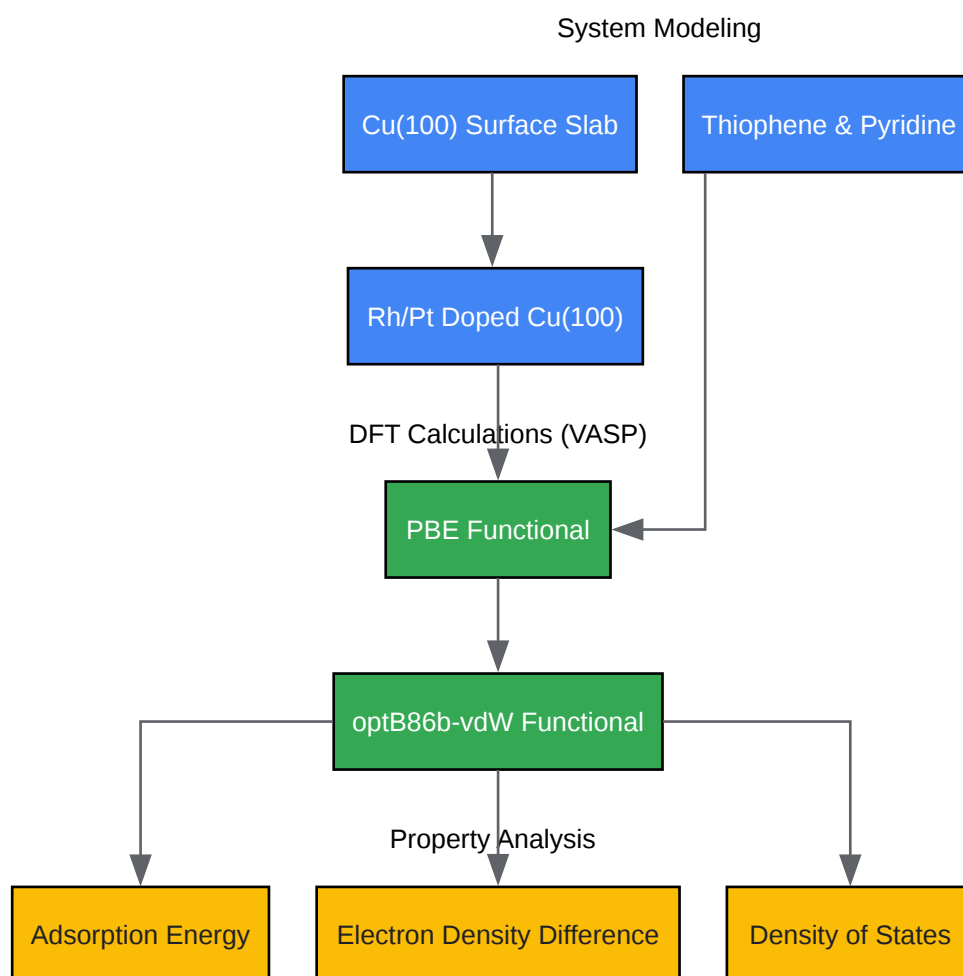 System Modeling
Cu(100) Surface Slab
Thiophene & Pyridine
Rh/Pt Doped Cu(100)
DFT Calculations (VASP)
PBE Functional
optB86b-vdW Functional
Property Analysis
Adsorption Energy
Electron Density Difference
Density of States